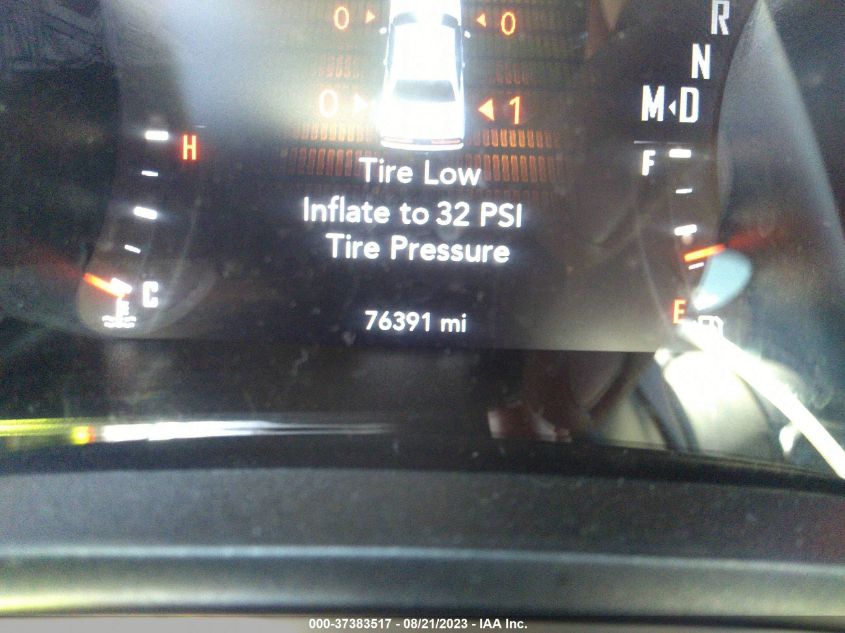 0 0 R
N
0 1 M D
H F
Tire Low
Inflate to 32 PSI
Tire Pressure
C E
76391 mi
000-37383517 - 08/21/2023 - IAA Inc.